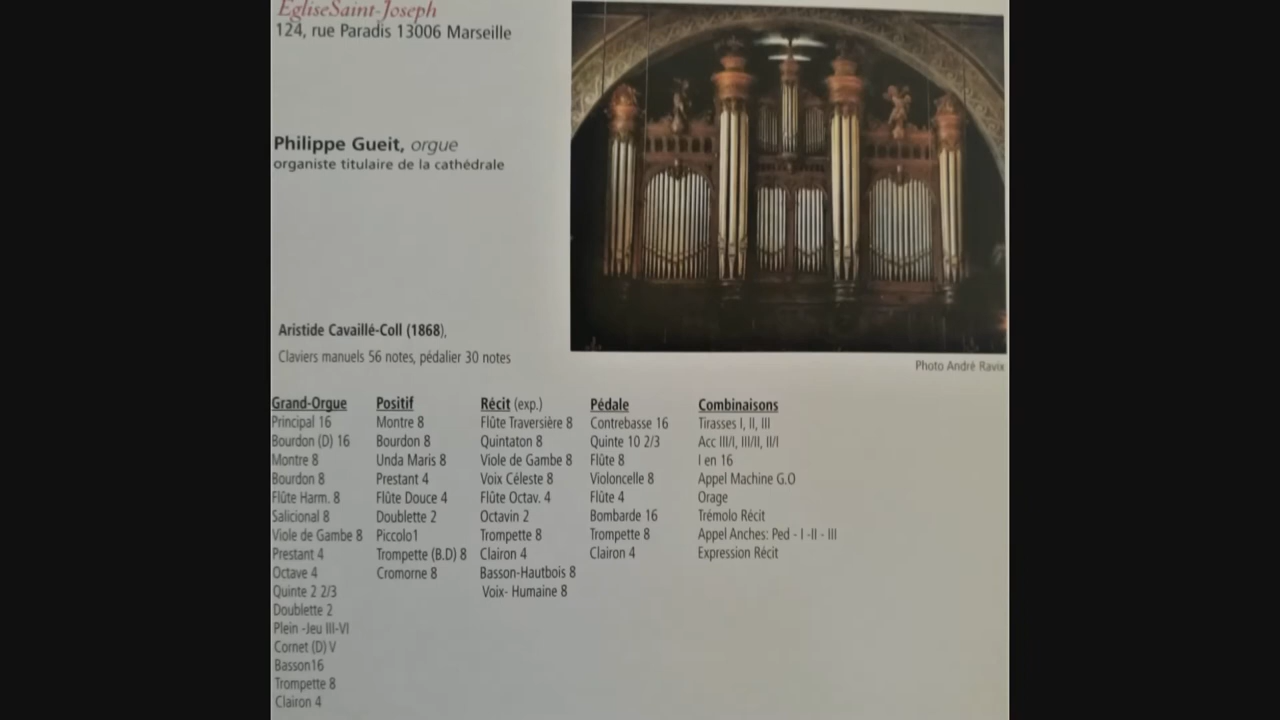 EgliseSaint-Joseph
124, rue Paradis 13006 Marseille
Philippe Gueit, orgue
organiste titulaire de la cathédrale
Aristide Cavaillé-Coll (1868),
Claviers manuels 56 notes, pédalier 30 notes
Photo André Ravix
Grand-Orgue
Principal 16
Bourdon (D) 16
Montre 8
Bourdon 8
Flûte Harm. 8
Salicional 8
Viole de Gambe 8
Prestant 4
Octave 4
Quinte 2 2/3
Doublette 2
Plein -Jeu III-VI
Cornet (D) V
Basson16
Trompette 8
Clairon 4
Positif
Montre 8
Bourdon 8
Unda Maris 8
Prestant 4
Flûte Douce 4
Doublette 2
Piccolo1
Trompette (B.D) 8
Cromorne 8
Récit (exp.)
Flûte Traversière 8
Quintaton 8
Viole de Gambe 8
Voix Céleste 8
Flûte Octav. 4
Octavin 2
Trompette 8
Clairon 4
Basson-Hautbois 8
Voix- Humaine 8
Pédale
Contrebasse 16
Quinte 10 2/3
Flûte 8
Violoncelle 8
Flûte 4
Bombarde 16
Trompette 8
Clairon 4
Combinaisons
Tirasses I, II, III
Acc III/I, III/II, II/I
I en 16
Appel Machine G.O
Orage
Trémolo Récit
Appel Anches: Ped - I -II - III
Expression Récit